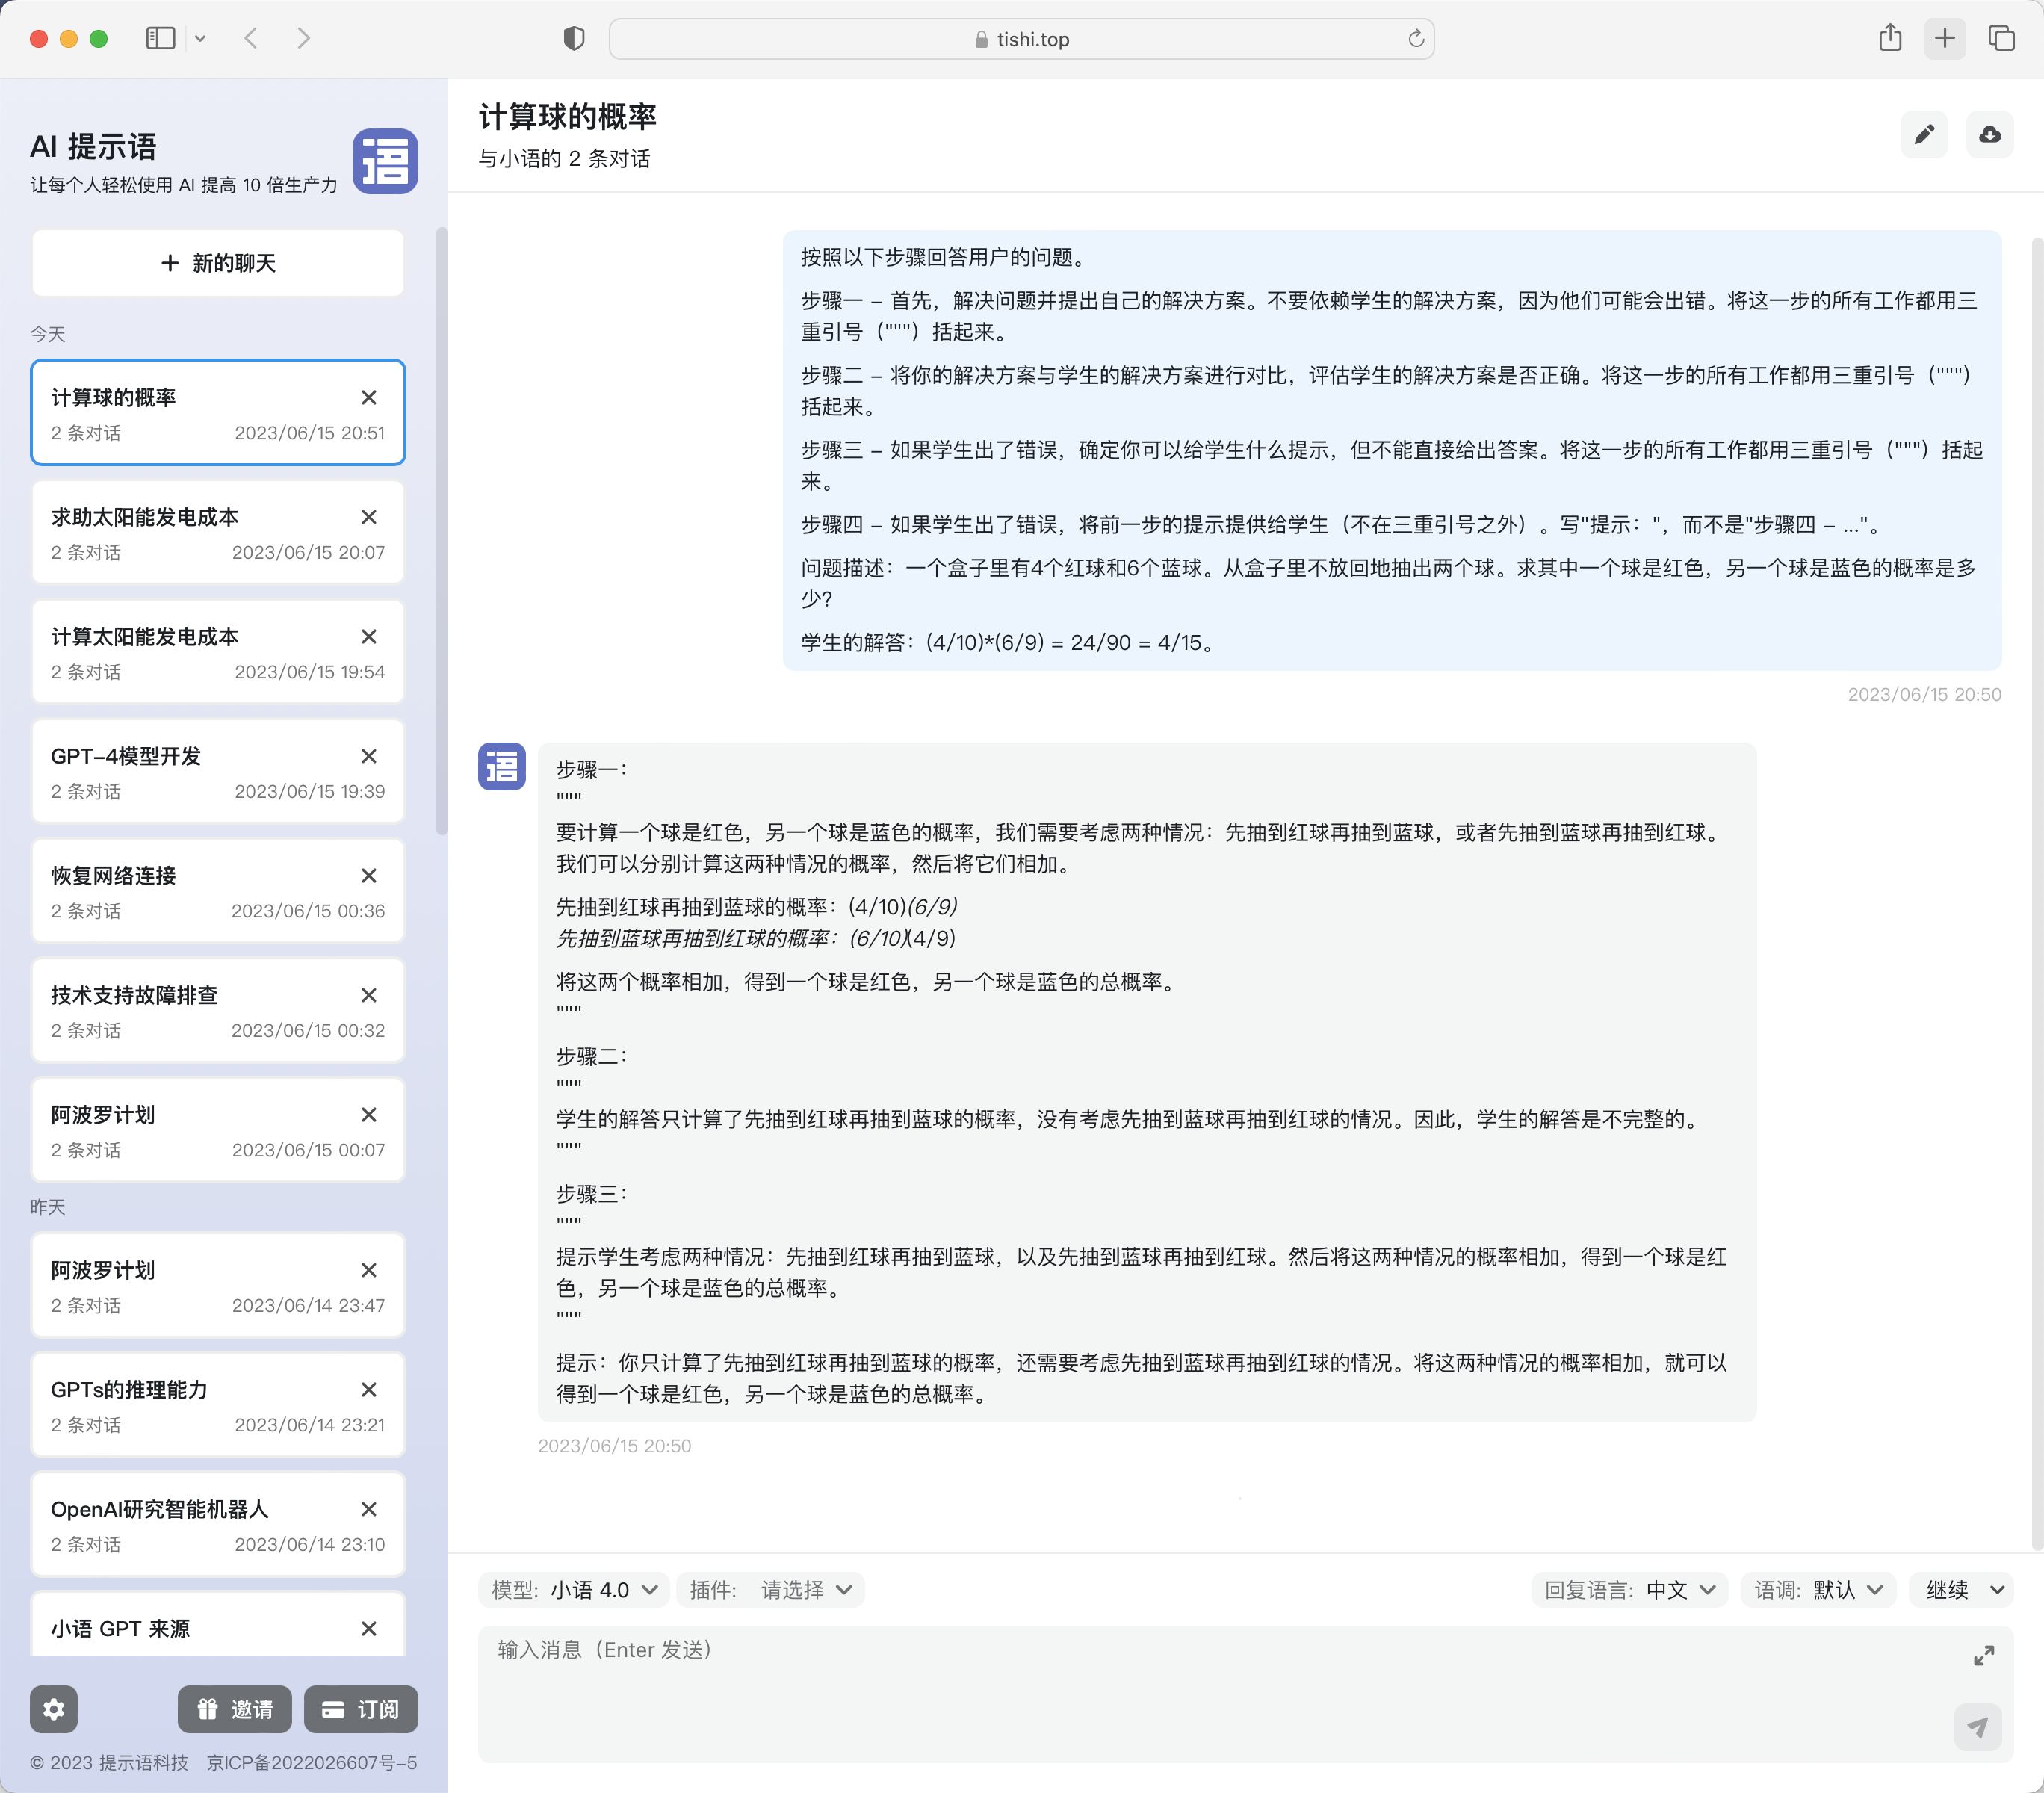 tishi.top
AI 提示语
让每个人轻松使用 AI 提高 10 倍生产力
语
+ 新的聊天
今天
计算球的概率
2 条对话 2023/06/15 20:51
求助太阳能发电成本
2 条对话 2023/06/15 20:07
计算太阳能发电成本
2 条对话 2023/06/15 19:54
GPT-4模型开发
2 条对话 2023/06/15 19:39
恢复网络连接
2 条对话 2023/06/15 00:36
技术支持故障排查
2 条对话 2023/06/15 00:32
阿波罗计划
2 条对话 2023/06/15 00:07
昨天
阿波罗计划
2 条对话 2023/06/14 23:47
GPTs的推理能力
2 条对话 2023/06/14 23:21
OpenAI研究智能机器人
2 条对话 2023/06/14 23:10
小语 GPT 来源
邀请 订阅
© 2023 提示语科技 京ICP备2022026607号-5
计算球的概率
与小语的 2 条对话
按照以下步骤回答用户的问题。
步骤一 - 首先，解决问题并提出自己的解决方案。不要依赖学生的解决方案，因为他们可能会出错。将这一步的所有工作都用三
重引号（"""）括起来。
步骤二 - 将你的解决方案与学生的解决方案进行对比，评估学生的解决方案是否正确。将这一步的所有工作都用三重引号（"""）
括起来。
步骤三 - 如果学生出了错误，确定你可以给学生什么提示，但不能直接给出答案。将这一步的所有工作都用三重引号（"""）括起
来。
步骤四 - 如果学生出了错误，将前一步的提示提供给学生（不在三重引号之外）。写"提示："，而不是"步骤四 - ..."。
问题描述：一个盒子里有4个红球和6个蓝球。从盒子里不放回地抽出两个球。求其中一个球是红色，另一个球是蓝色的概率是多
少？
学生的解答：(4/10)*(6/9) = 24/90 = 4/15。
2023/06/15 20:50
语
步骤一：
"""
要计算一个球是红色，另一个球是蓝色的概率，我们需要考虑两种情况：先抽到红球再抽到蓝球，或者先抽到蓝球再抽到红球。
我们可以分别计算这两种情况的概率，然后将它们相加。
先抽到红球再抽到蓝球的概率：(4/10)(6/9)
先抽到蓝球再抽到红球的概率：(6/10)(4/9)
将这两个概率相加，得到一个球是红色，另一个球是蓝色的总概率。
"""
步骤二：
"""
学生的解答只计算了先抽到红球再抽到蓝球的概率，没有考虑先抽到蓝球再抽到红球的情况。因此，学生的解答是不完整的。
"""
步骤三：
"""
提示学生考虑两种情况：先抽到红球再抽到蓝球，以及先抽到蓝球再抽到红球。然后将这两种情况的概率相加，得到一个球是红
色，另一个球是蓝色的总概率。
"""
提示：你只计算了先抽到红球再抽到蓝球的概率，还需要考虑先抽到蓝球再抽到红球的情况。将这两种情况的概率相加，就可以
得到一个球是红色，另一个球是蓝色的总概率。
2023/06/15 20:50
模型: 小语 4.0 插件: 请选择 回复语言: 中文 语调: 默认 继续
输入消息（Enter 发送）